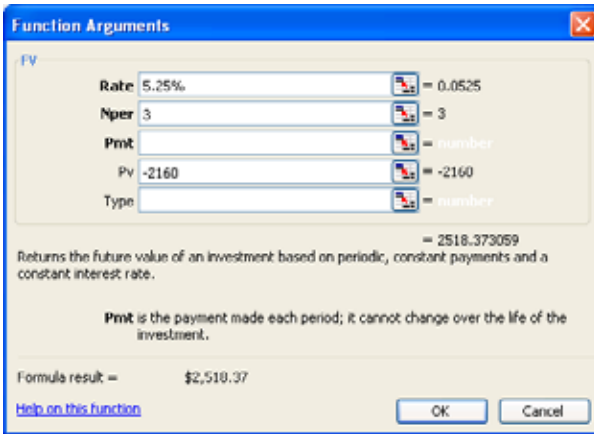 Function Arguments
FV
Rate 5.25% = 0.0525
Nper 3 = 3
Pmt = number
Pv -2160 = -2160
Type = number
= 2518.373059
Returns the future value of an investment based on periodic, constant payments and a
constant interest rate.
Pmt is the payment made each period; it cannot change over the life of the
investment.
Formula result = $2,518.37
Help on this function OK Cancel